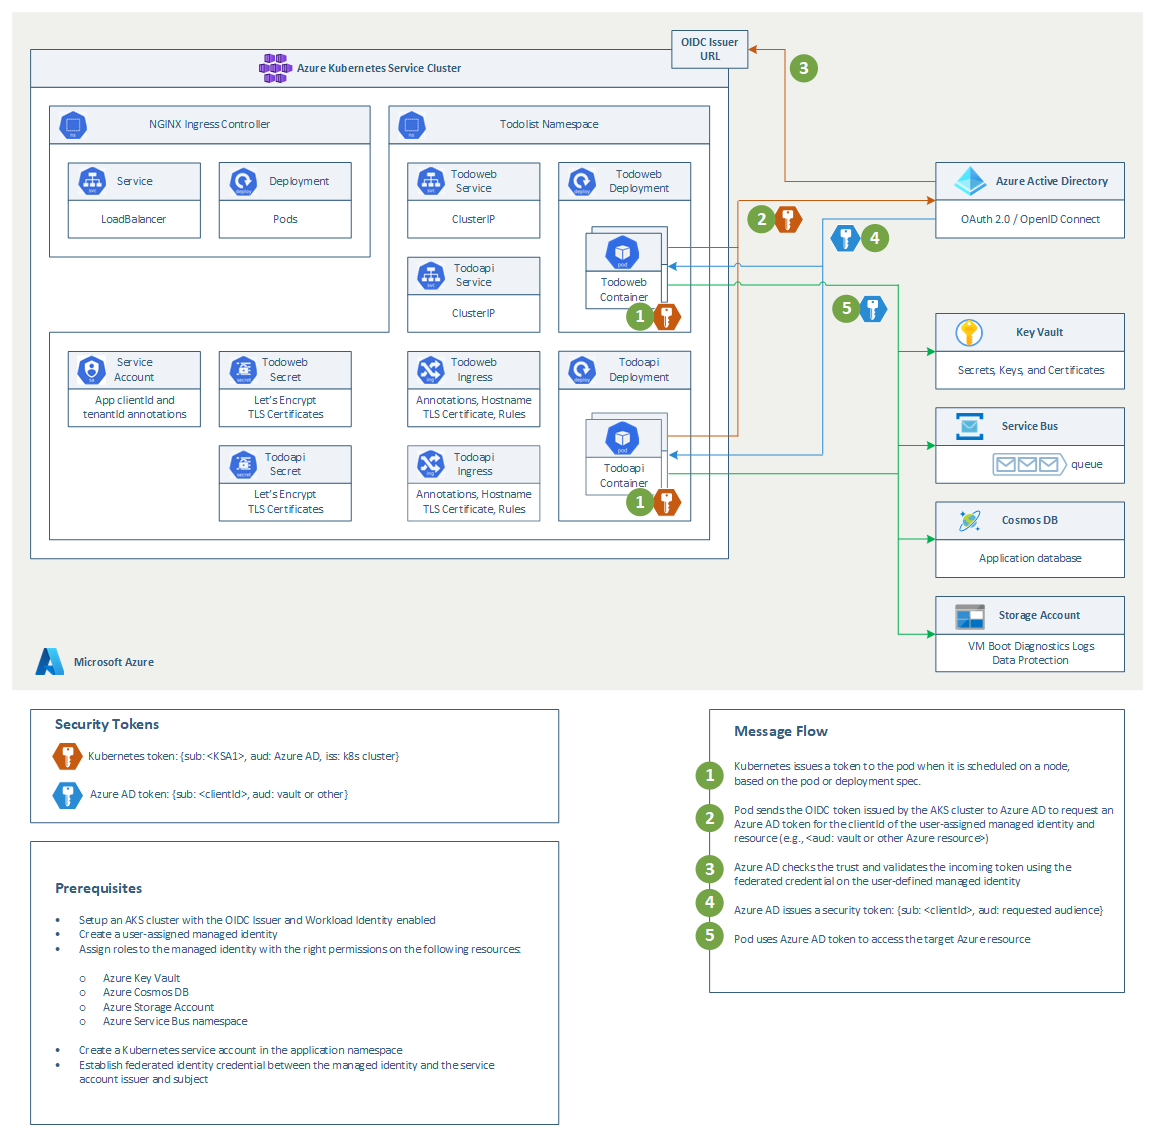 OIDC Issuer
URL
Azure Kubernetes Service Cluster
3
NGINX Ingress Controller
Todolist Namespace
Service
LoadBalancer
Deployment
Pods
Todoweb
Service
ClusterIP
Todoweb
Deployment
pod
Todoweb
Container
1
Todoapi
Service
ClusterIP
Azure Active Directory
OAuth 2.0 / OpenID Connect
2
4
5
Key Vault
Secrets, Keys, and Certificates
Service
Account
App clientId and
tenantId annotations
Todoweb
Secret
Let's Encrypt
TLS Certificates
Todoweb
Ingress
Annotations, Hostname
TLS Certificate, Rules
Todoapi
Deployment
pod
Todoapi
Container
1
Todoapi
Secret
Let's Encrypt
TLS Certificates
Todoapi
Ingress
Annotations, Hostname
TLS Certificate, Rules
Service Bus
queue
Cosmos DB
Application database
Storage Account
VM Boot Diagnostics Logs
Data Protection
Microsoft Azure
Security Tokens
Kubernetes token: {sub: <KSA1>, aud: Azure AD, iss: k8s cluster}
Azure AD token: {sub: <clientId>, aud: vault or other}
Prerequisites
• Setup an AKS cluster with the OIDC Issuer and Workload Identity enabled
• Create a user-assigned managed identity
• Assign roles to the managed identity with the right permissions on the following resources:
o Azure Key Vault
o Azure Cosmos DB
o Azure Storage Account
o Azure Service Bus namespace
• Create a Kubernetes service account in the application namespace
• Establish federated identity credential between the managed identity and the service
account issuer and subject
Message Flow
1 Kubernetes issues a token to the pod when it is scheduled on a node,
based on the pod or deployment spec.
2 Pod sends the OIDC token issued by the AKS cluster to Azure AD to request an
Azure AD token for the clientId of the user-assigned managed identity and
resource (e.g., <aud: vault or other Azure resource>)
3 Azure AD checks the trust and validates the incoming token using the
federated credential on the user-defined managed identity
4 Azure AD issues a security token: {sub: <clientId>, aud: requested audience}
5 Pod uses Azure AD token to access the target Azure resource